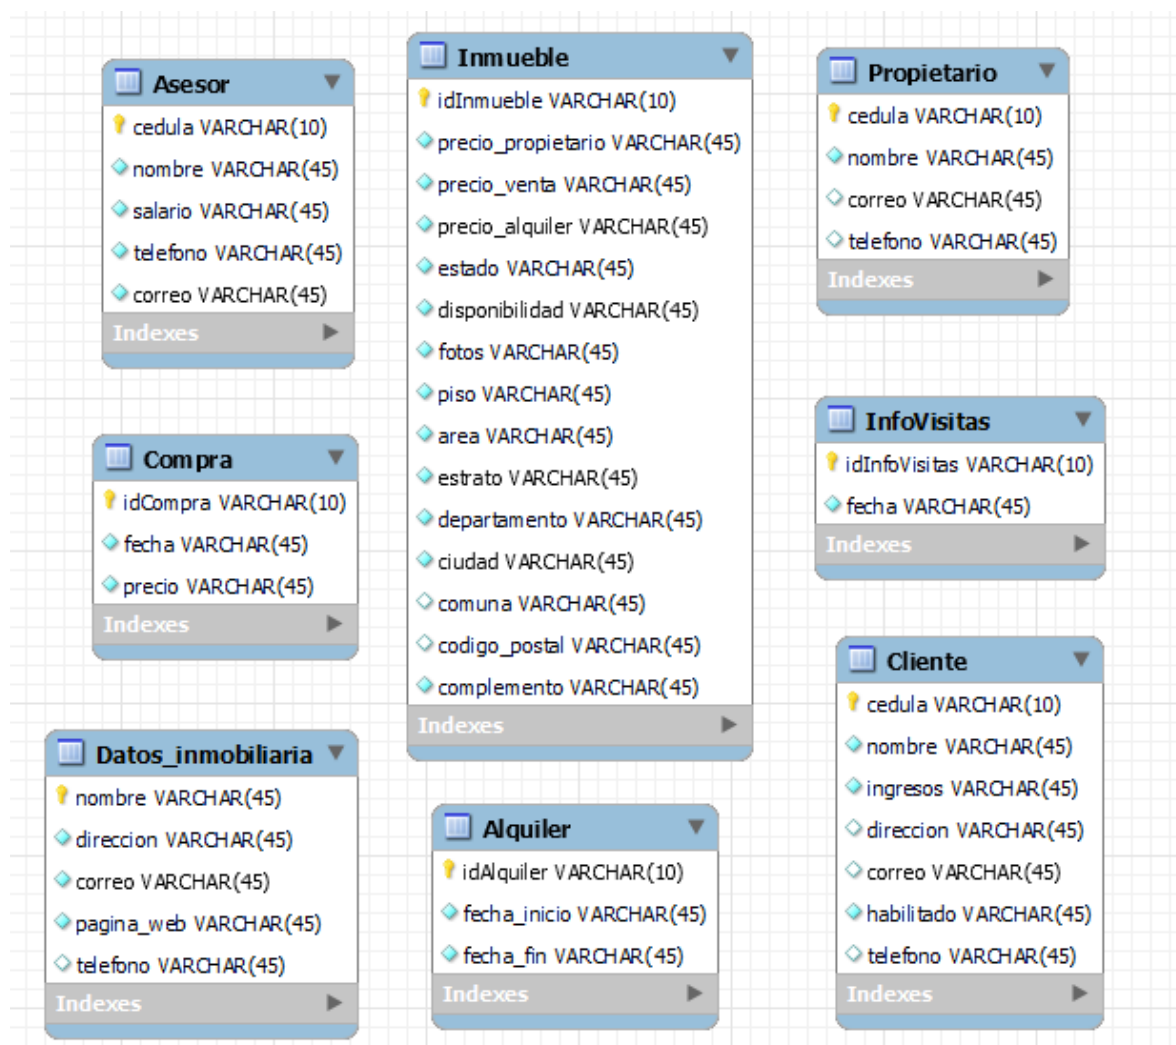 Asesor
cedula VARCHAR(10)
nombre VARCHAR(45)
salario VARCHAR(45)
telefono VARCHAR(45)
correo VARCHAR(45)
Indexes
Compra
idCompra VARCHAR(10)
fecha VARCHAR(45)
precio VARCHAR(45)
Indexes
Datos_inmobiliaria
nombre VARCHAR(45)
direccion VARCHAR(45)
correo VARCHAR(45)
pagina_web VARCHAR(45)
telefono VARCHAR(45)
Indexes
Inmueble
idInmueble VARCHAR(10)
precio_propietario VARCHAR(45)
precio_venta VARCHAR(45)
precio_alquiler VARCHAR(45)
estado VARCHAR(45)
disponibilidad VARCHAR(45)
fotos VARCHAR(45)
piso VARCHAR(45)
area VARCHAR(45)
estrato VARCHAR(45)
departamento VARCHAR(45)
ciudad VARCHAR(45)
comuna VARCHAR(45)
codigo_postal VARCHAR(45)
complemento VARCHAR(45)
Indexes
Alquiler
idAlquiler VARCHAR(10)
fecha_inicio VARCHAR(45)
fecha_fin VARCHAR(45)
Indexes
Propietario
cedula VARCHAR(10)
nombre VARCHAR(45)
correo VARCHAR(45)
telefono VARCHAR(45)
Indexes
InfoVisitas
idInfoVisitas VARCHAR(10)
fecha VARCHAR(45)
Indexes
Cliente
cedula VARCHAR(10)
nombre VARCHAR(45)
ingresos VARCHAR(45)
direccion VARCHAR(45)
correo VARCHAR(45)
habilitado VARCHAR(45)
telefono VARCHAR(45)
Indexes